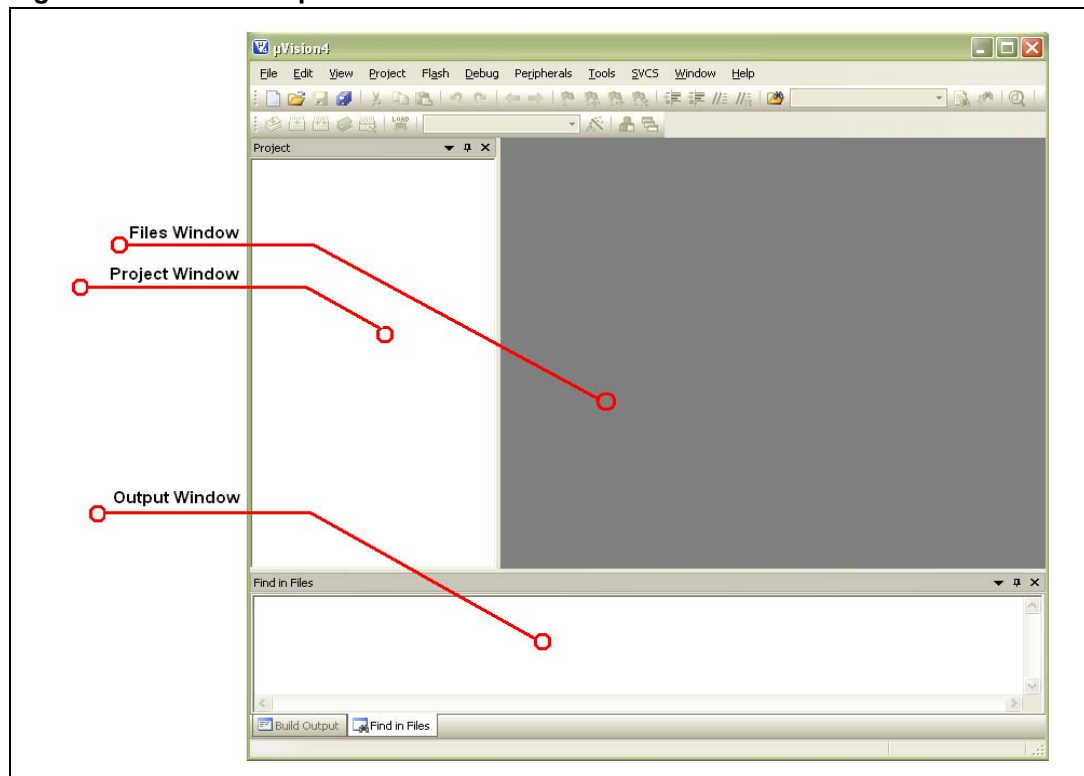 µVision4
File Edit View Project Flash Debug Peripherals Tools SVCS Window Help
LOAD
Project
Files Window
Project Window
Output Window
Find in Files
Build Output Find in Files